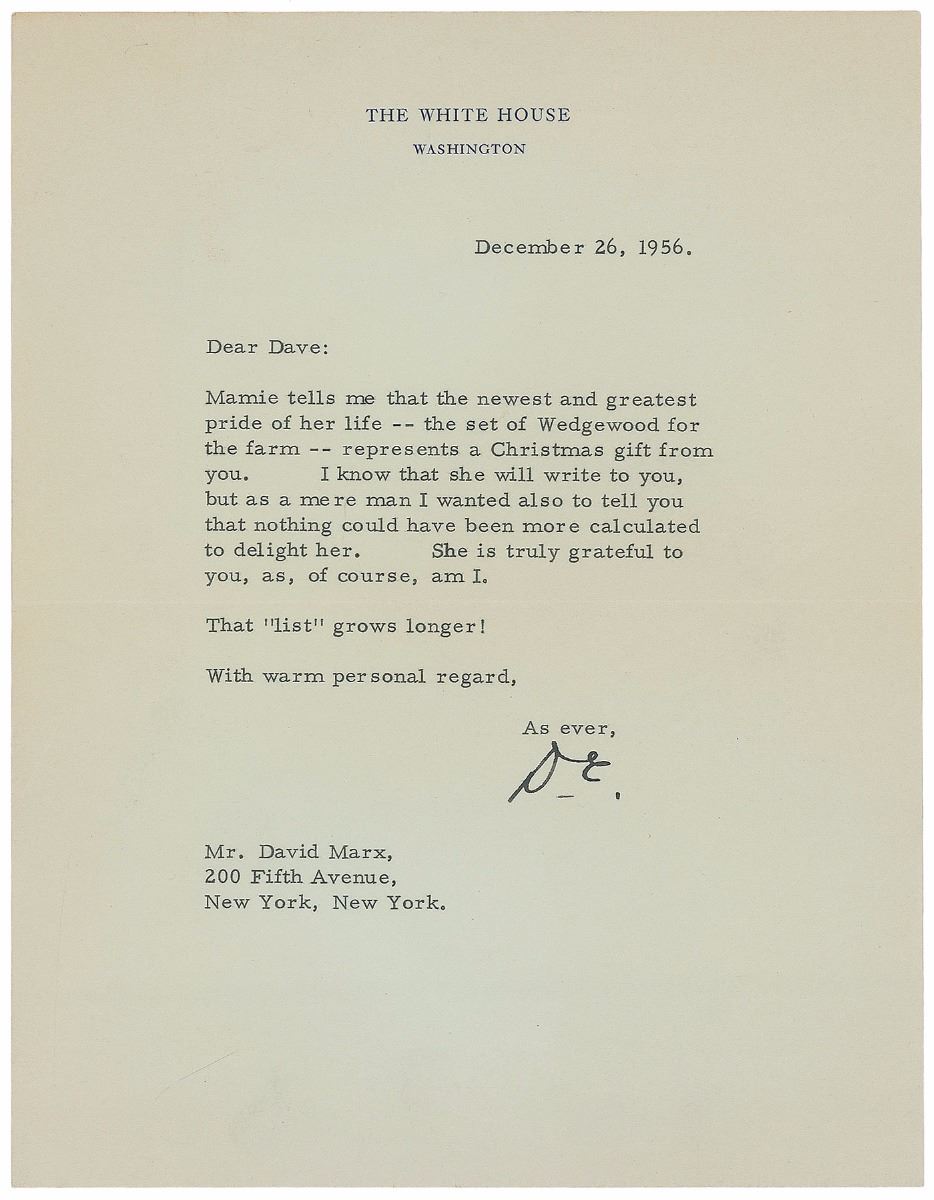 THE WHITE HOUSE
WASHINGTON
December 26, 1956.
Dear Dave:
Mamie tells me that the newest and greatest
pride of her life -- the set of Wedgewood for
the farm -- represents a Christmas gift from
you. I know that she will write to you,
but as a mere man I wanted also to tell you
that nothing could have been more calculated
to delight her. She is truly grateful to
you, as, of course, am I.
That "list" grows longer!
With warm personal regard,
As ever,
DE.
Mr. David Marx,
200 Fifth Avenue,
New York, New York.